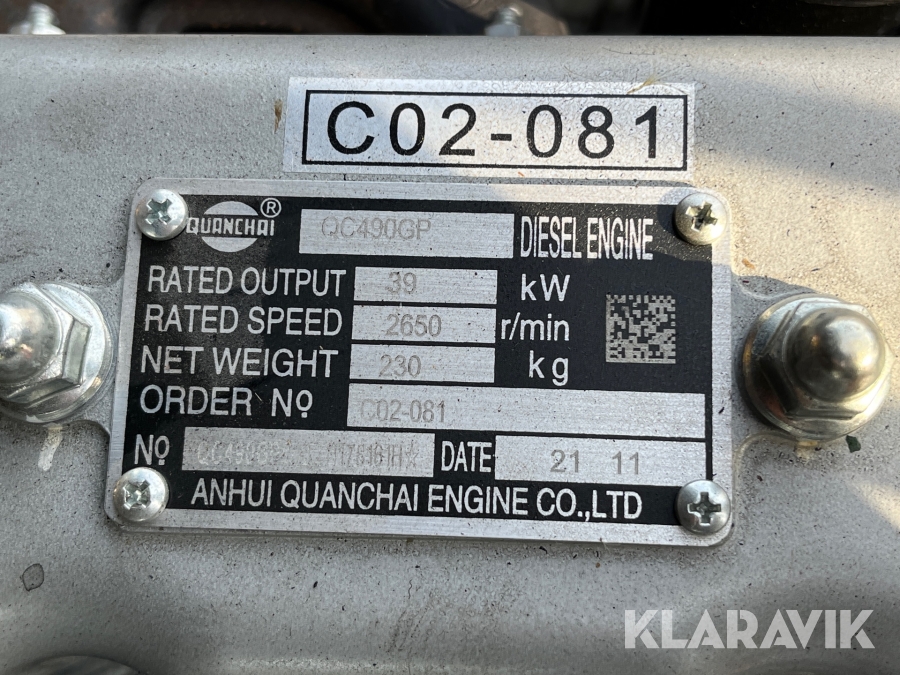 C02-081
QUANCHAI ® QC490GP DIESEL ENGINE
RATED OUTPUT 39 kW
RATED SPEED 2650 r/min
NET WEIGHT 230 kg
ORDER Nº C02-081
Nº DATE 21 11
ANHUI QUANCHAI ENGINE CO.,LTD
KLARAVIK